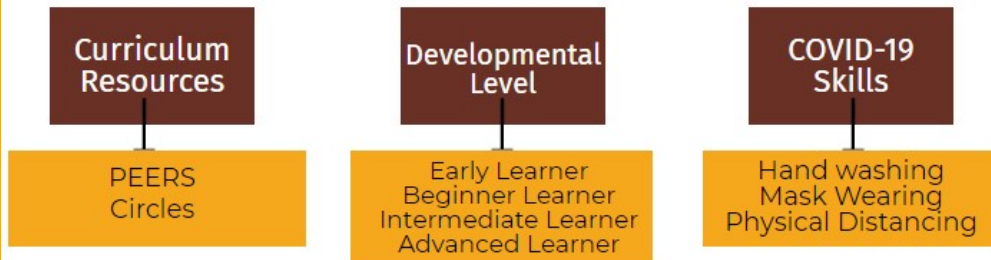 Curriculum
Resources
PEERS
Circles
Developmental
Level
Early Learner
Beginner Learner
Intermediate Learner
Advanced Learner
COVID-19
Skills
Hand washing
Mask Wearing
Physical Distancing